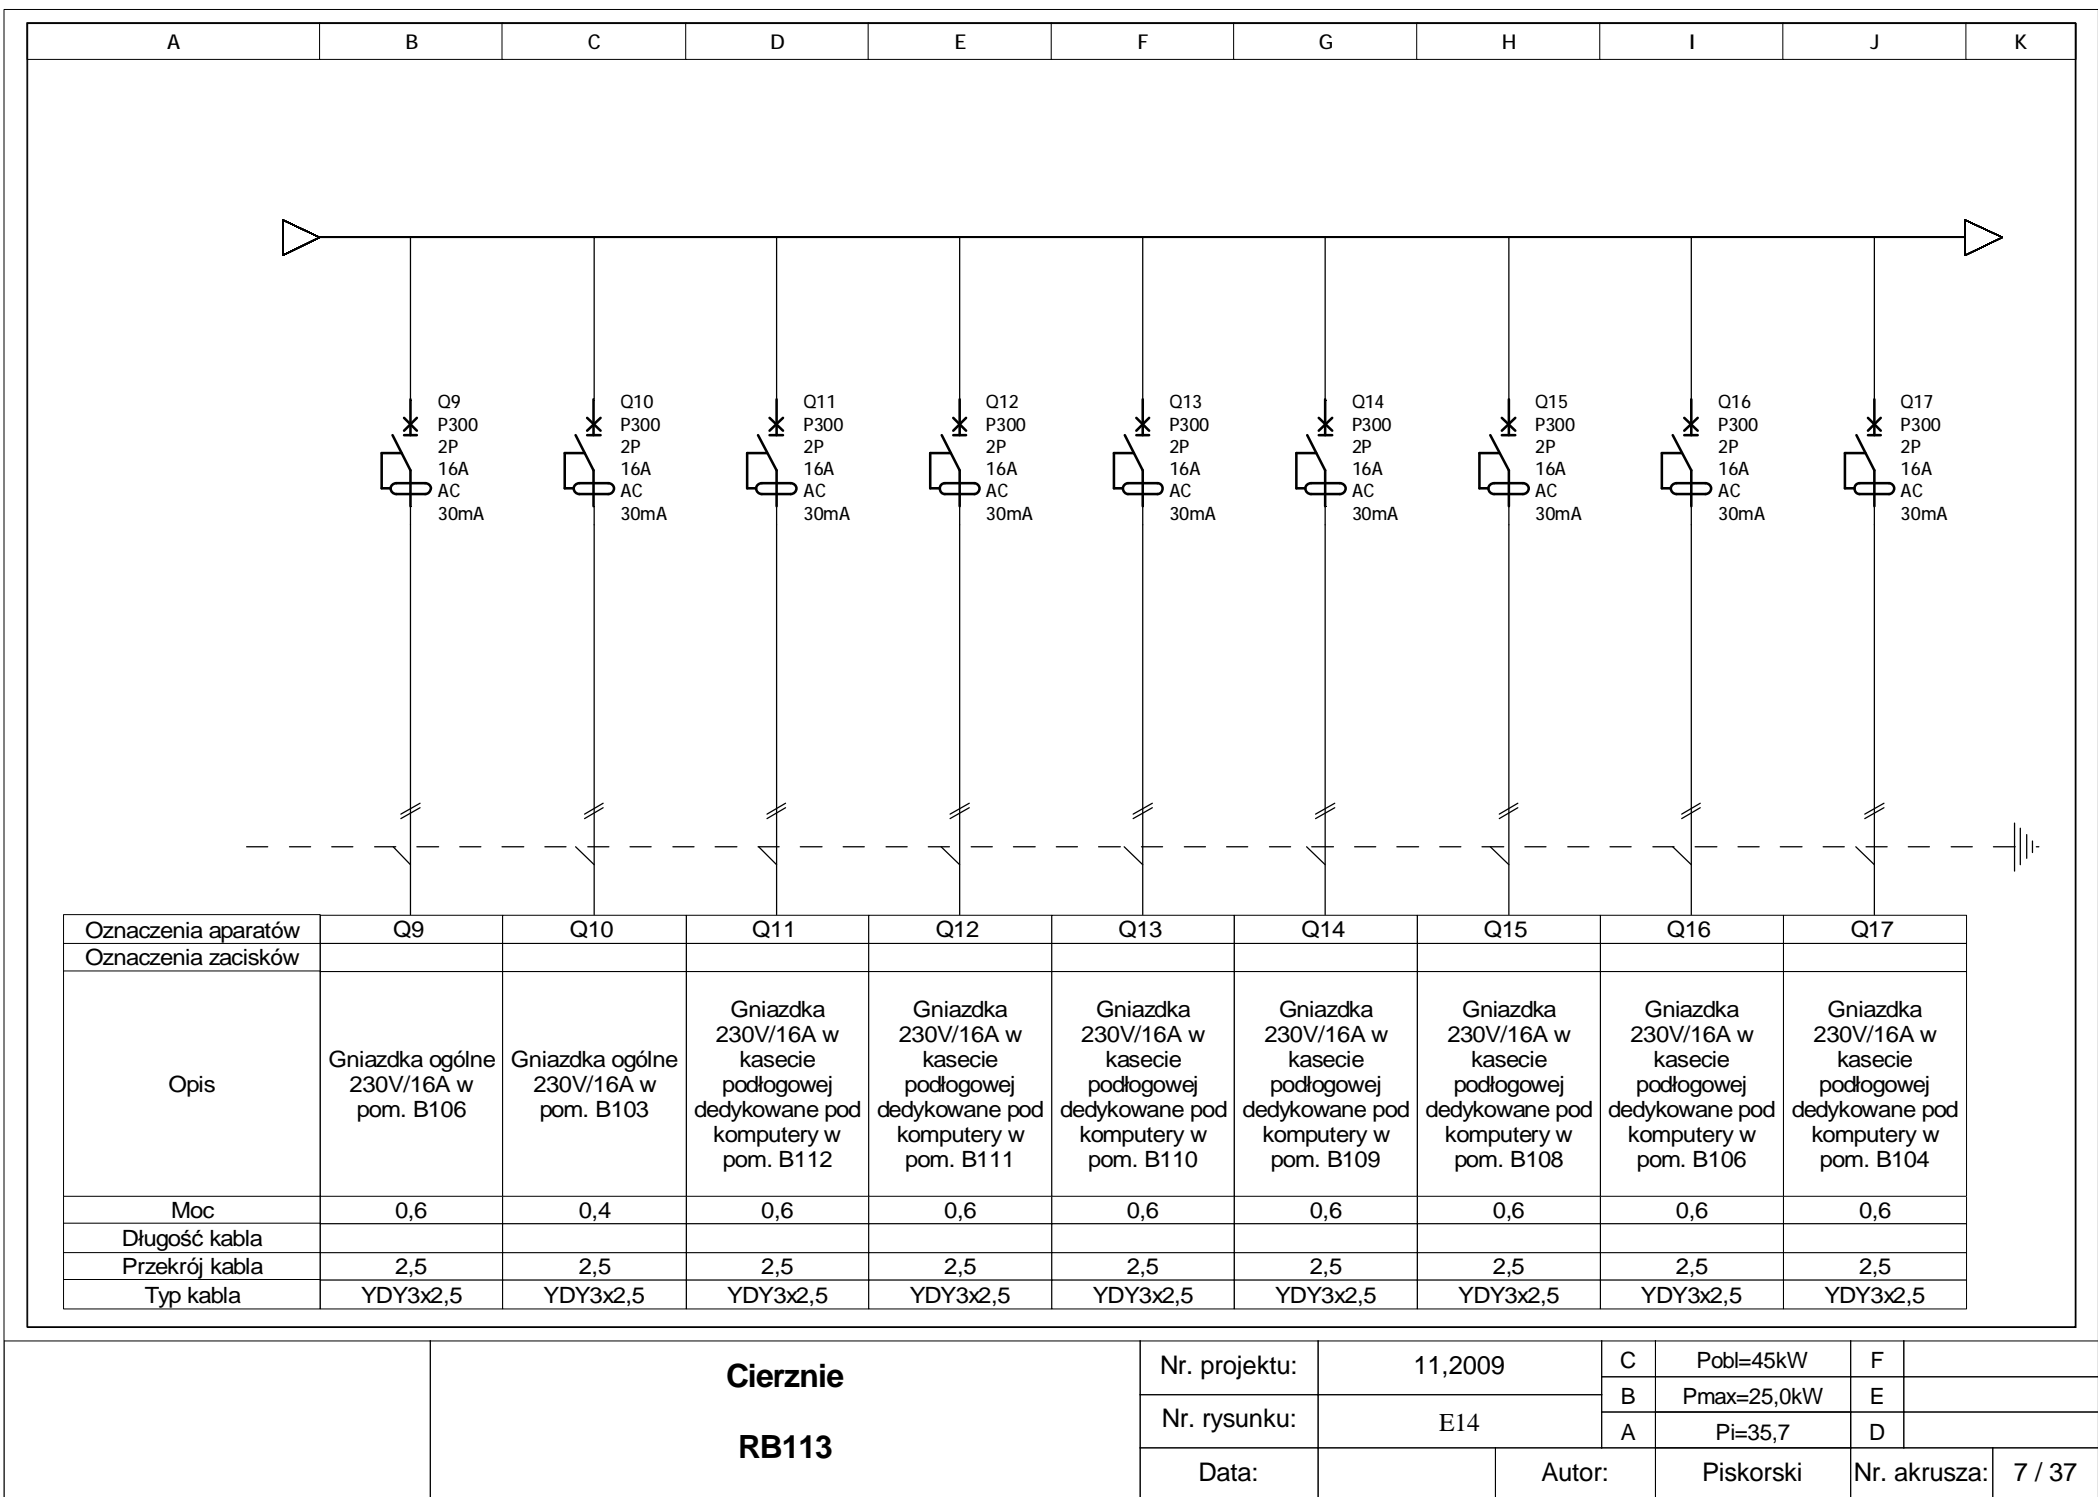 A B C D E F G H I J K
Q9 Q10 Q11 Q12 Q13 Q14 Q15 Q16 Q17
P300 P300 P300 P300 P300 P300 P300 P300 P300
2P 2P 2P 2P 2P 2P 2P 2P 2P
16A 16A 16A 16A 16A 16A 16A 16A 16A
AC AC AC AC AC AC AC AC AC
30mA 30mA 30mA 30mA 30mA 30mA 30mA 30mA 30mA
Oznaczenia aparatów Q9 Q10 Q11 Q12 Q13 Q14 Q15 Q16 Q17
Oznaczenia zacisków
Opis
Gniazdka ogólne
230V/16A w
pom. B106
Gniazdka ogólne
230V/16A w
pom. B103
Gniazdka
230V/16A w
kasecie
podłogowej
dedykowane pod
komputery w
pom. B112
Gniazdka
230V/16A w
kasecie
podłogowej
dedykowane pod
komputery w
pom. B111
Gniazdka
230V/16A w
kasecie
podłogowej
dedykowane pod
komputery w
pom. B110
Gniazdka
230V/16A w
kasecie
podłogowej
dedykowane pod
komputery w
pom. B109
Gniazdka
230V/16A w
kasecie
podłogowej
dedykowane pod
komputery w
pom. B108
Gniazdka
230V/16A w
kasecie
podłogowej
dedykowane pod
komputery w
pom. B106
Gniazdka
230V/16A w
kasecie
podłogowej
dedykowane pod
komputery w
pom. B104
Moc 0,6 0,4 0,6 0,6 0,6 0,6 0,6 0,6 0,6
Długość kabla
Przekrój kabla 2,5 2,5 2,5 2,5 2,5 2,5 2,5 2,5 2,5
Typ kabla YDY3x2,5 YDY3x2,5 YDY3x2,5 YDY3x2,5 YDY3x2,5 YDY3x2,5 YDY3x2,5 YDY3x2,5 YDY3x2,5
Cierznie
RB113
Nr. projektu: 11,2009
Nr. rysunku: E14
C Pobl=45kW F
B Pmax=25,0kW E
A Pi=35,7 D
Data: Autor: Piskorski Nr. akrusza: 7 / 37